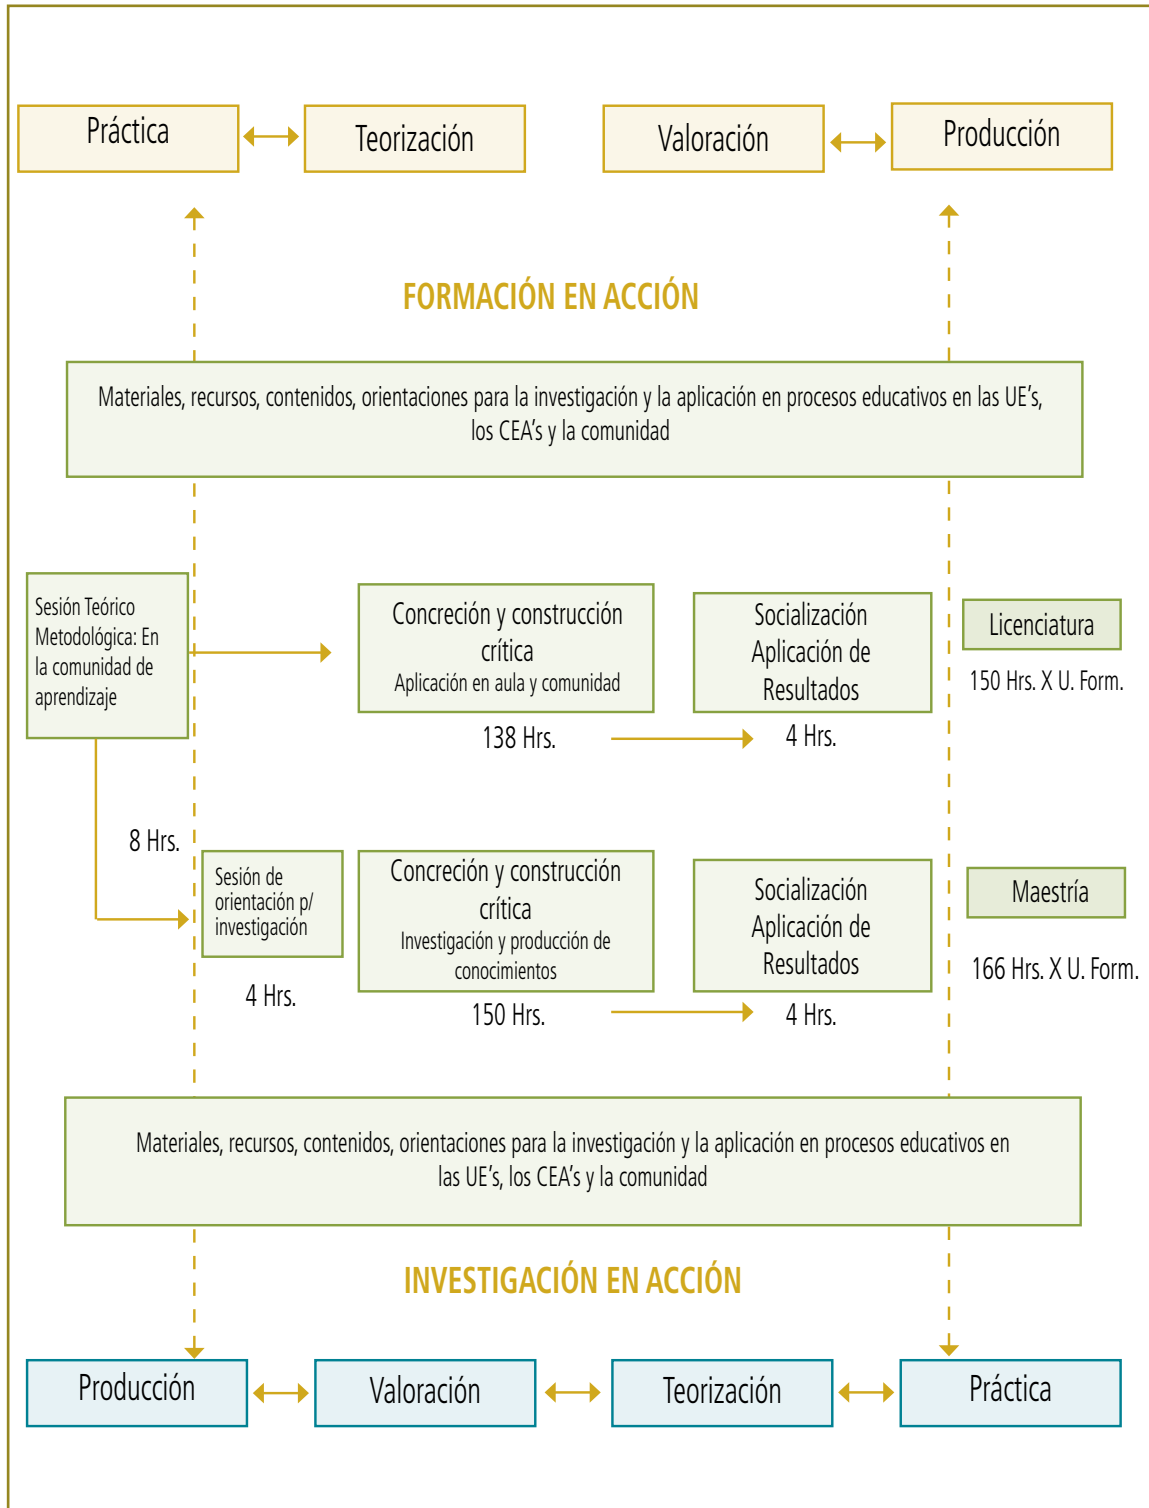 Práctica
Teorización
Valoración
Producción
FORMACIÓN EN ACCIÓN
Materiales, recursos, contenidos, orientaciones para la investigación y la aplicación en procesos educativos en las UE's,
los CEA's y la comunidad
Sesión Teórico
Metodológica: En
la comunidad de
aprendizaje
Concreción y construcción
crítica
Aplicación en aula y comunidad
138 Hrs.
Socialización
Aplicación de
Resultados
4 Hrs.
Licenciatura
150 Hrs. X U. Form.
8 Hrs.
Sesión de
orientación p/
investigación
4 Hrs.
Concreción y construcción
crítica
Investigación y producción de
conocimientos
150 Hrs.
Socialización
Aplicación de
Resultados
4 Hrs.
Maestría
166 Hrs. X U. Form.
Materiales, recursos, contenidos, orientaciones para la investigación y la aplicación en procesos educativos en
las UE's, los CEA's y la comunidad
INVESTIGACIÓN EN ACCIÓN
Producción
Valoración
Teorización
Práctica